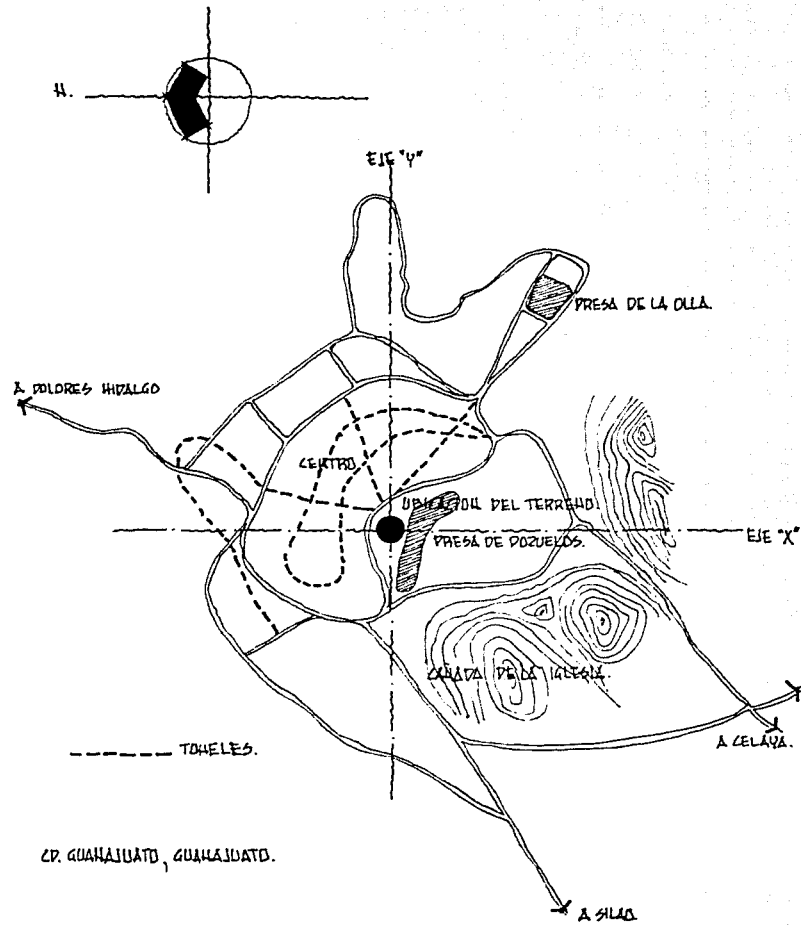 N.
EJE "Y"
PRESA DE LA OLLA.
A DOLORES HIDALGO
CENTRO.
UBICACION DEL TERRENO.
EJE "X"
PRESA DE POZUELOS.
CAÑADA DE LA IGLESIA.
TUNELES.
A CELAYA.
CD. GUANAJUATO, GUANAJUATO.
A SILAO